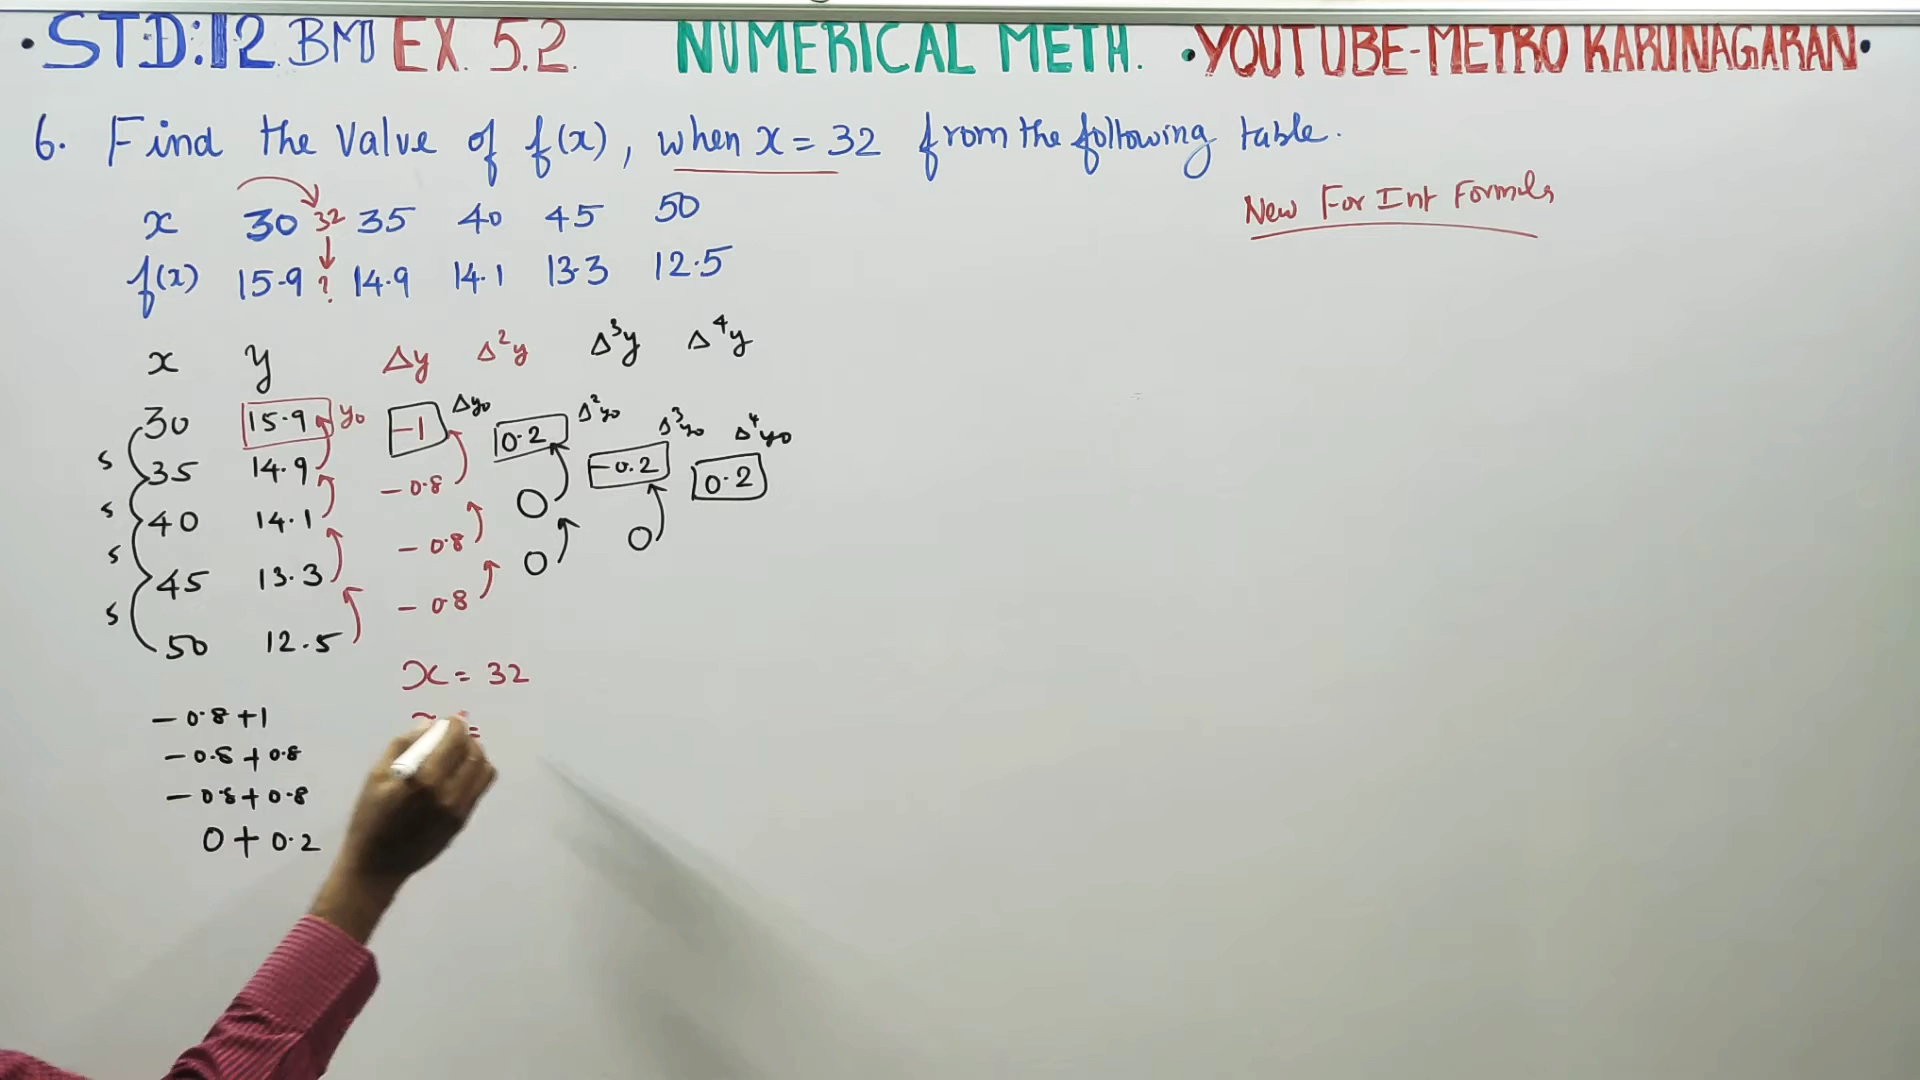 • STD:12 BM EX. 5.2. NUMERICAL METH. • YOUTUBE-METRO KARUNAGARAN •
6. Find the Value of f(x), when x = 32 from the following table.
New For Int Formula
x 30 32 35 40 45 50
f(x) 15.9 ? 14.9 14.1 13.3 12.5
x y Δy Δ²y Δ³y Δ⁴y
30 15.9 y₀ -1 Δy₀ 0.2 Δ²y₀ Δ³y₀ Δ⁴y₀
5 35 14.9 -0.8 0 -0.2 0.2
5 40 14.1 -0.8 0 0
5 45 13.3 -0.8
5 50 12.5
x = 32
-0.8+1
=
-0.8+0.8
-0.8+0.8
0+0.2